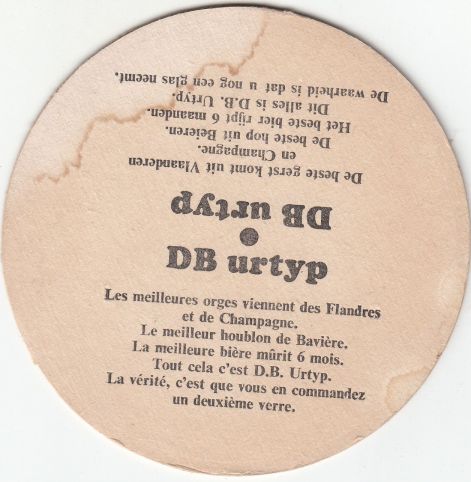 DB urtyp
De beste gerst komt uit Vlaanderen
en Champagne.
De beste hop uit Beieren.
Het beste bier rijpt 6 maanden.
Dit alles is D.B. Urtyp.
De waarheid is dat u nog een glas neemt.
DB urtyp
Les meilleures orges viennent des Flandres
et de Champagne.
Le meilleur houblon de Bavière.
La meilleure bière mûrit 6 mois.
Tout cela c'est D.B. Urtyp.
La vérité, c'est que vous en commandez
un deuxième verre.